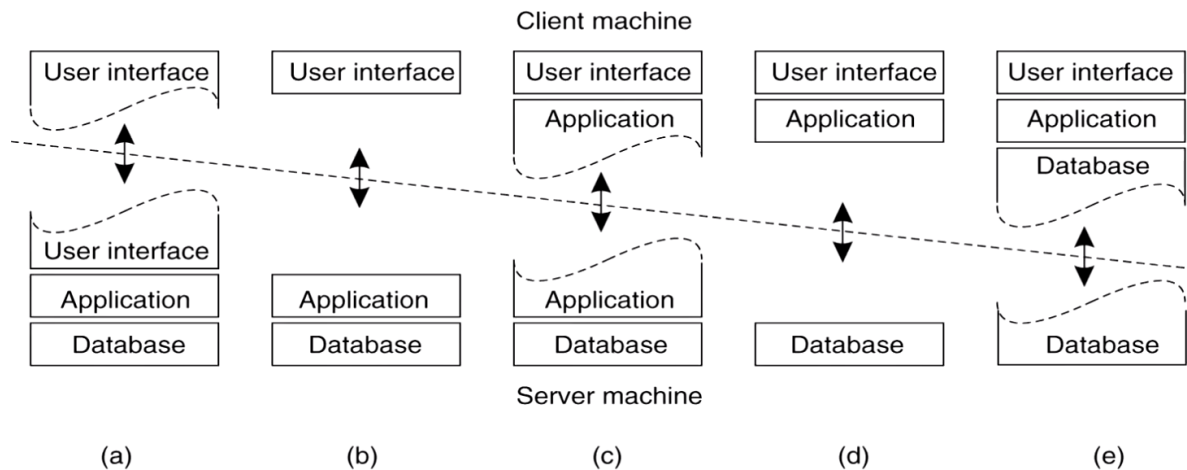 Client machine
User interface User interface User interface User interface User interface
Application Application Application
Database
User interface
Application Application Application
Database Database Database Database Database
Server machine
(a) (b) (c) (d) (e)